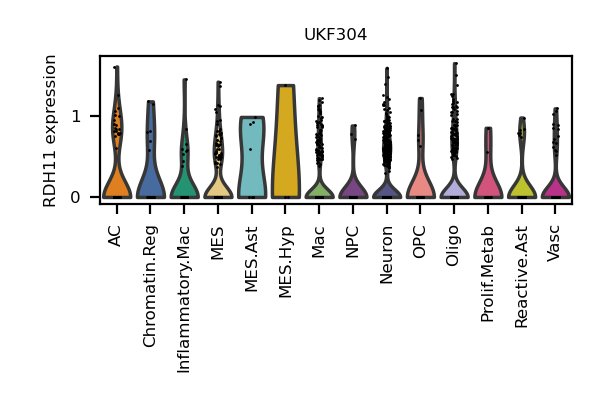 UKF304
RDH11 expression
1
0
AC
Chromatin.Reg
Inflammatory.Mac
MES
MES.Ast
MES.Hyp
Mac
NPC
Neuron
OPC
Oligo
Prolif.Metab
Reactive.Ast
Vasc